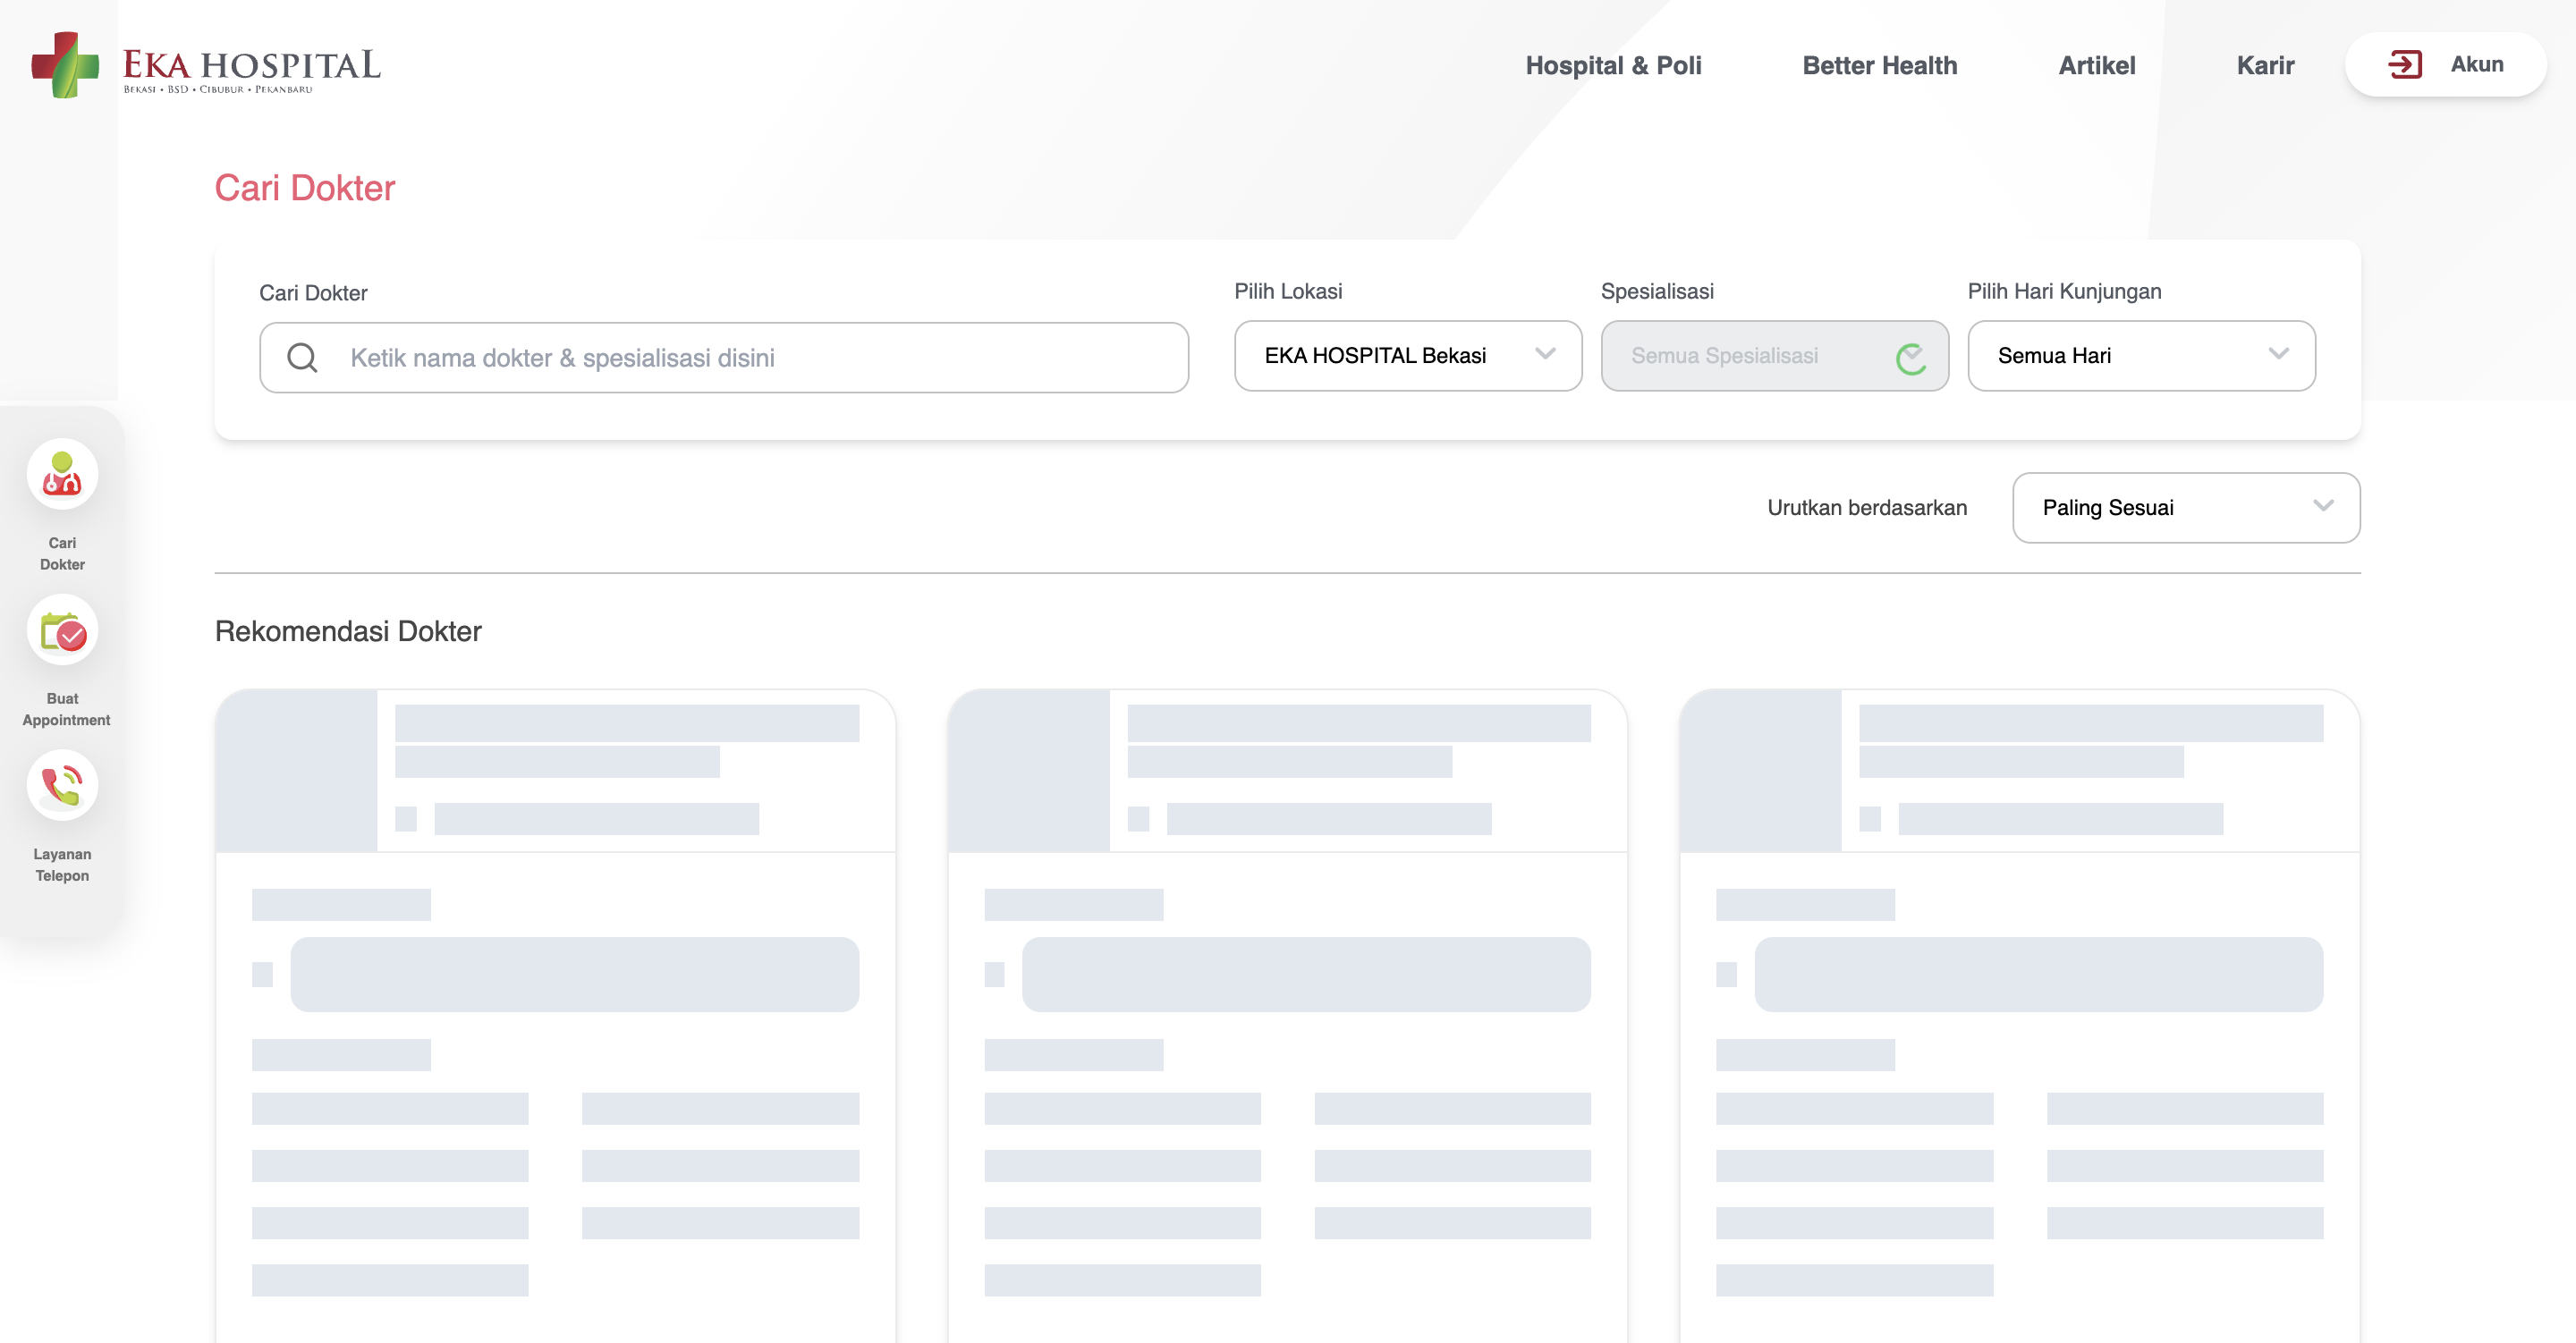 EKA HOSPITAL
BEKASI • BSD • CIBUBUR • PEKANBARU
Hospital & Poli
Better Health
Artikel
Karir
Akun
Cari Dokter
Cari Dokter
Ketik nama dokter & spesialisasi disini
Pilih Lokasi
EKA HOSPITAL Bekasi
Spesialisasi
Semua Spesialisasi
Pilih Hari Kunjungan
Semua Hari
Urutkan berdasarkan
Paling Sesuai
Cari
Dokter
Buat
Appointment
Layanan
Telepon
Rekomendasi Dokter